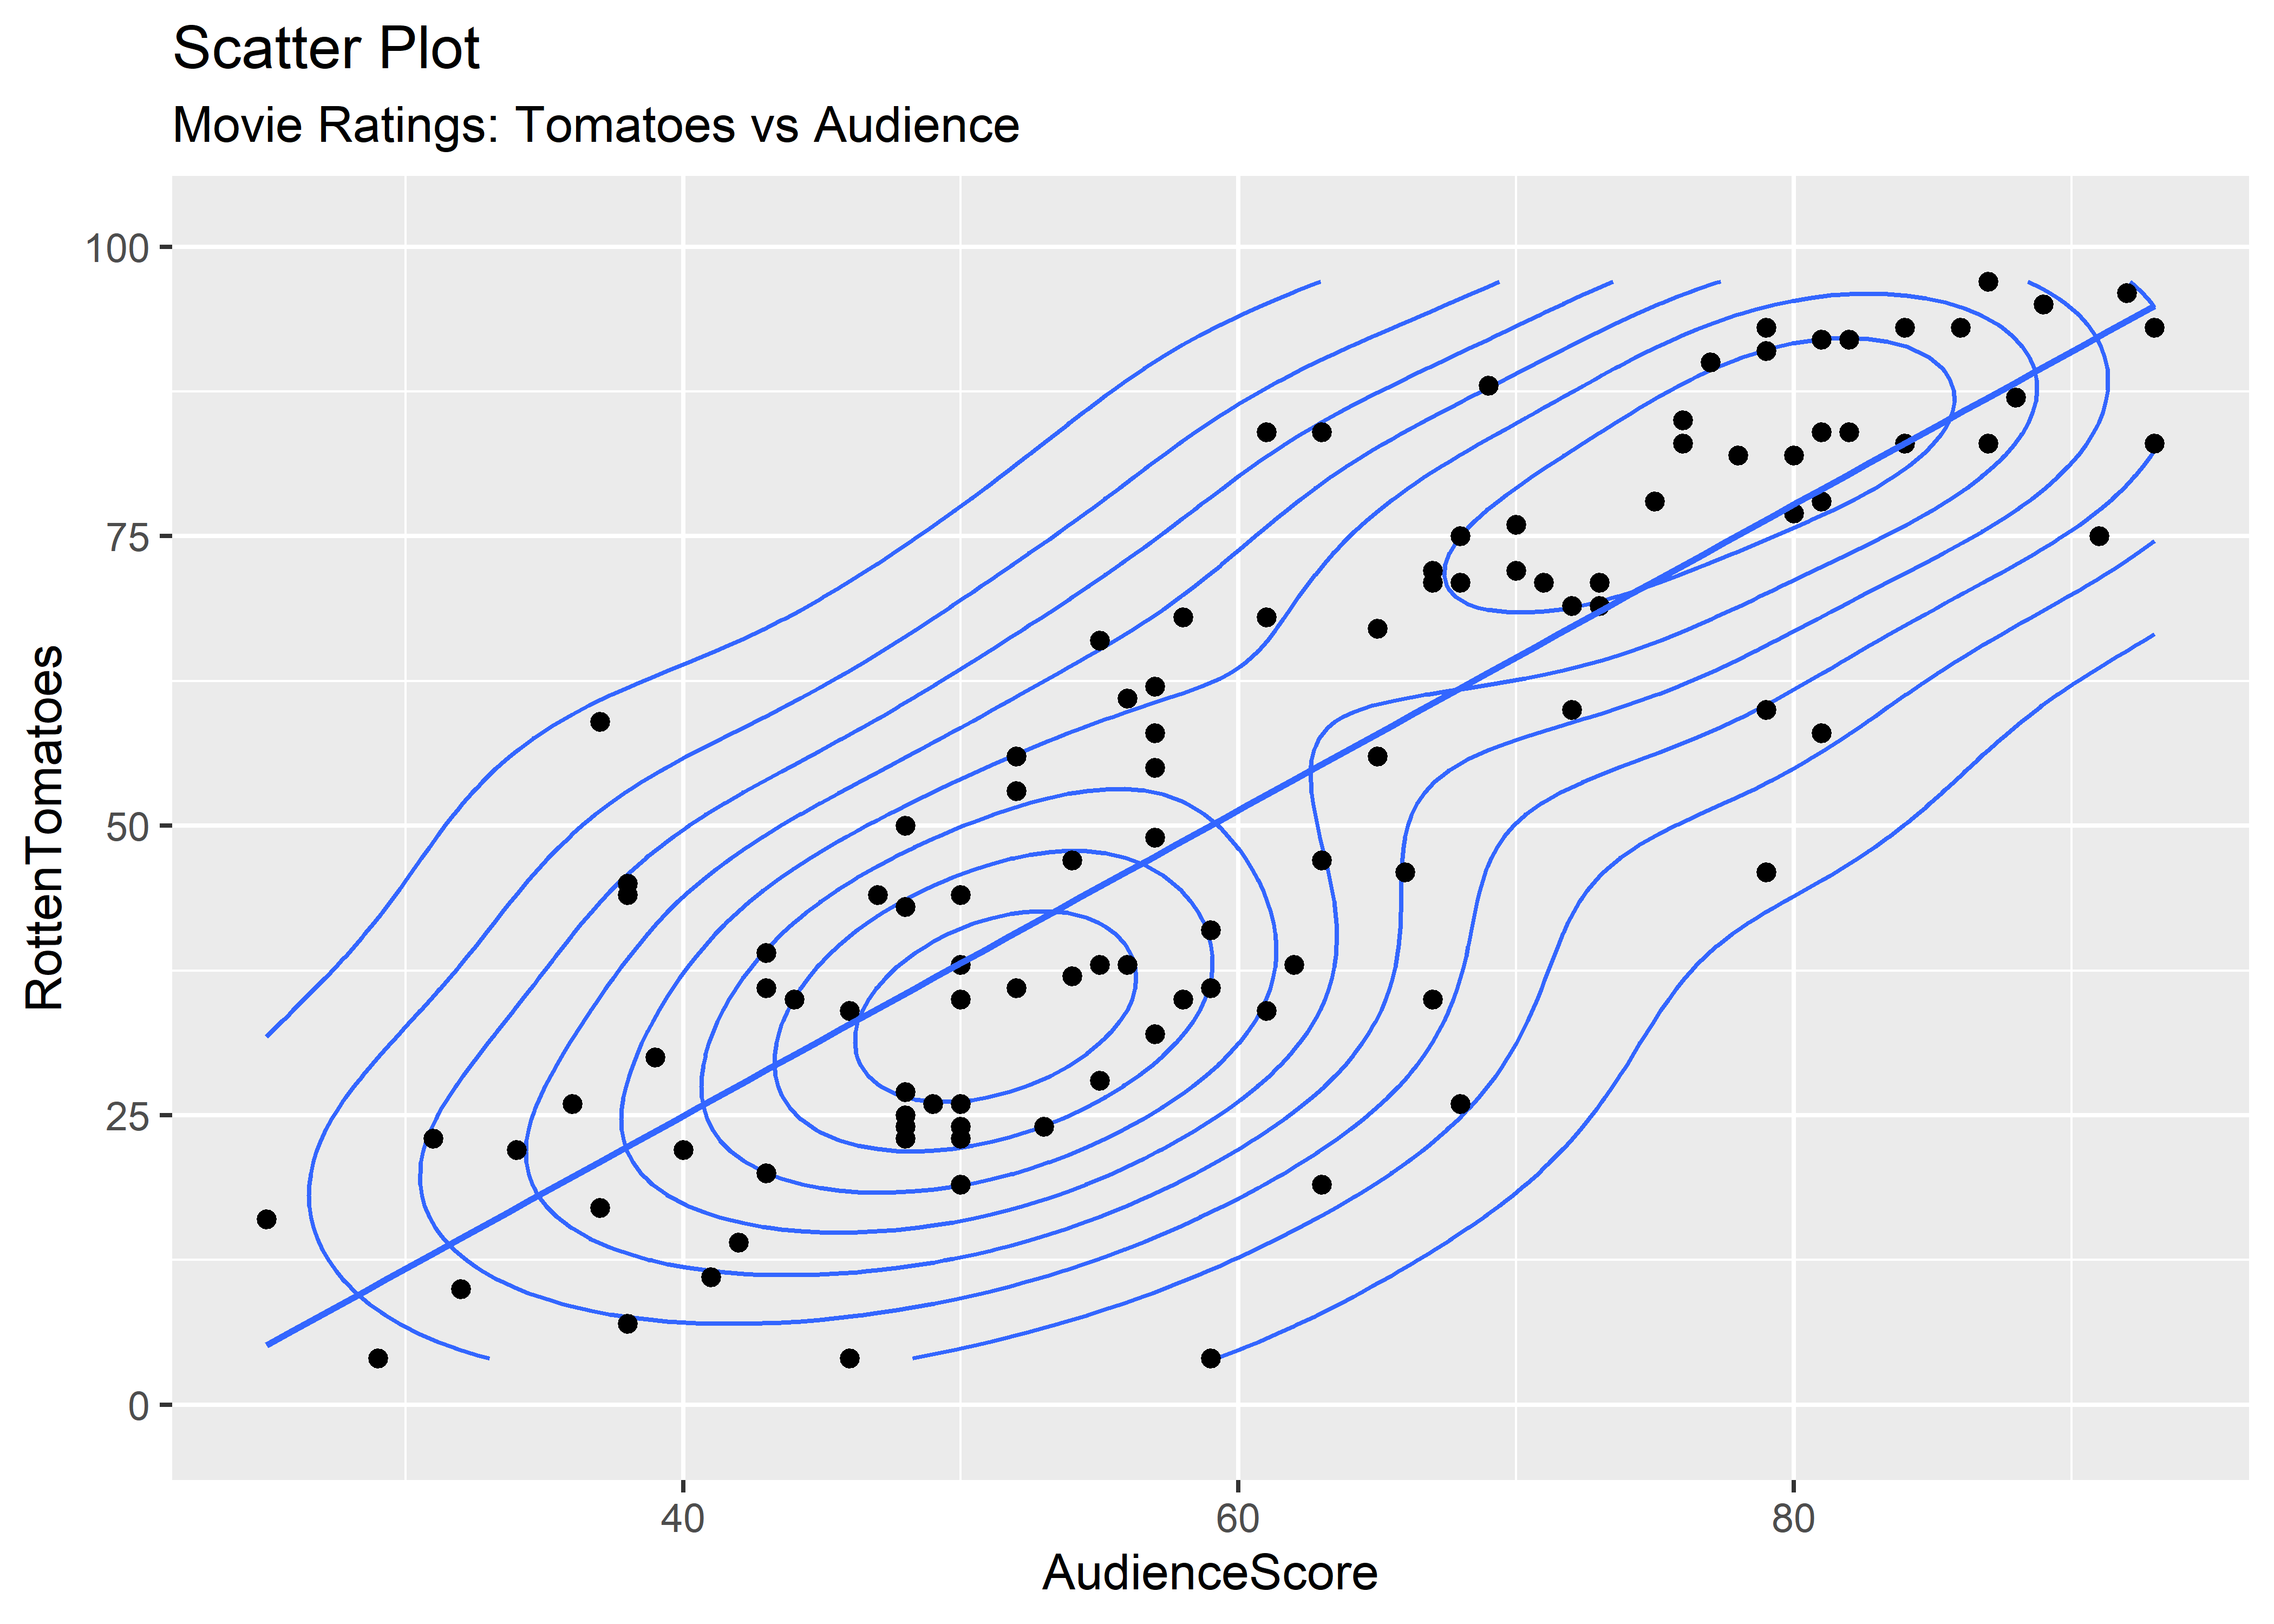 Scatter Plot
Movie Ratings: Tomatoes vs Audience
100
75
50
25
0
RottenTomatoes
40
60
80
AudienceScore